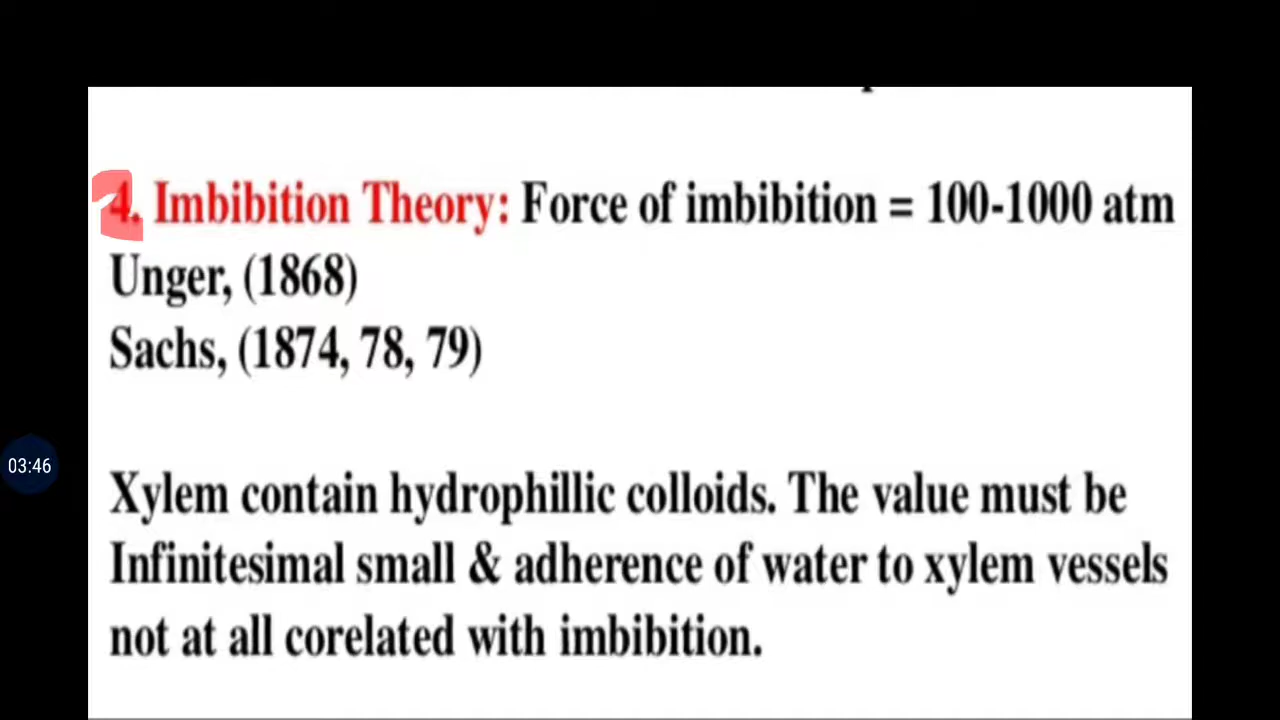 4. Imbibition Theory: Force of imbibition = 100-1000 atm
Unger, (1868)
Sachs, (1874, 78, 79)
03:46
Xylem contain hydrophillic colloids. The value must be
Infinitesimal small & adherence of water to xylem vessels
not at all corelated with imbibition.